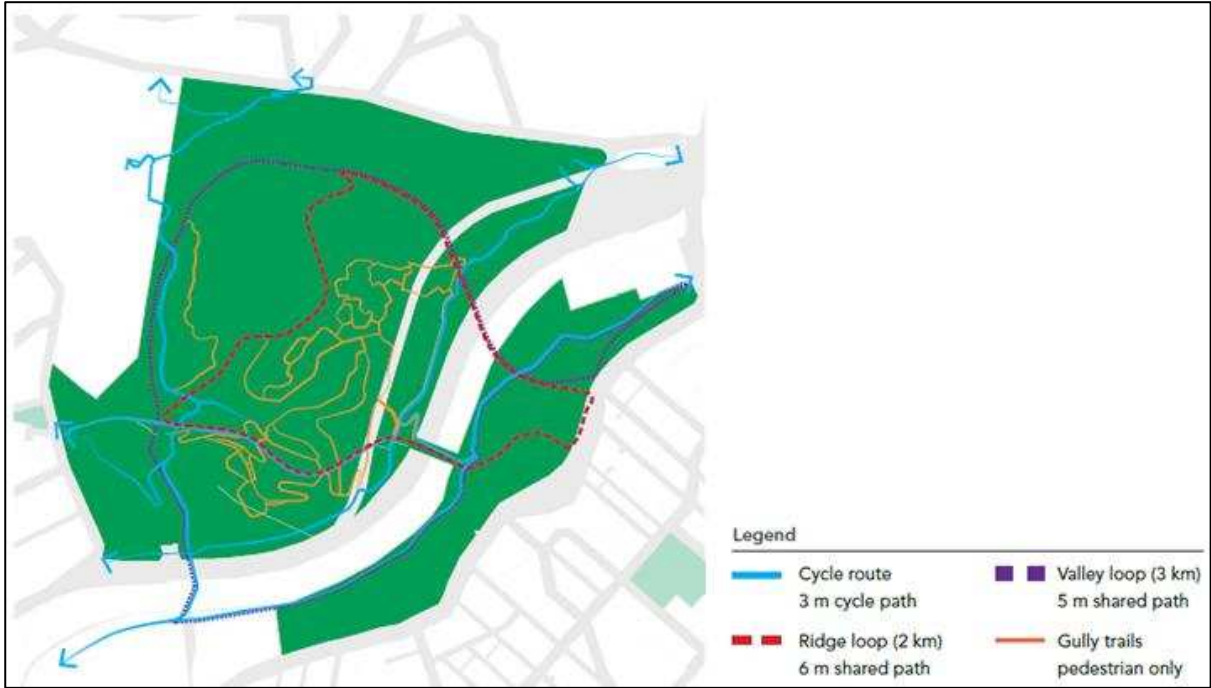 Legend
Cycle route
3 m cycle path
Ridge loop (2 km)
6 m shared path
Valley loop (3 km)
5 m shared path
Gully trails
pedestrian only